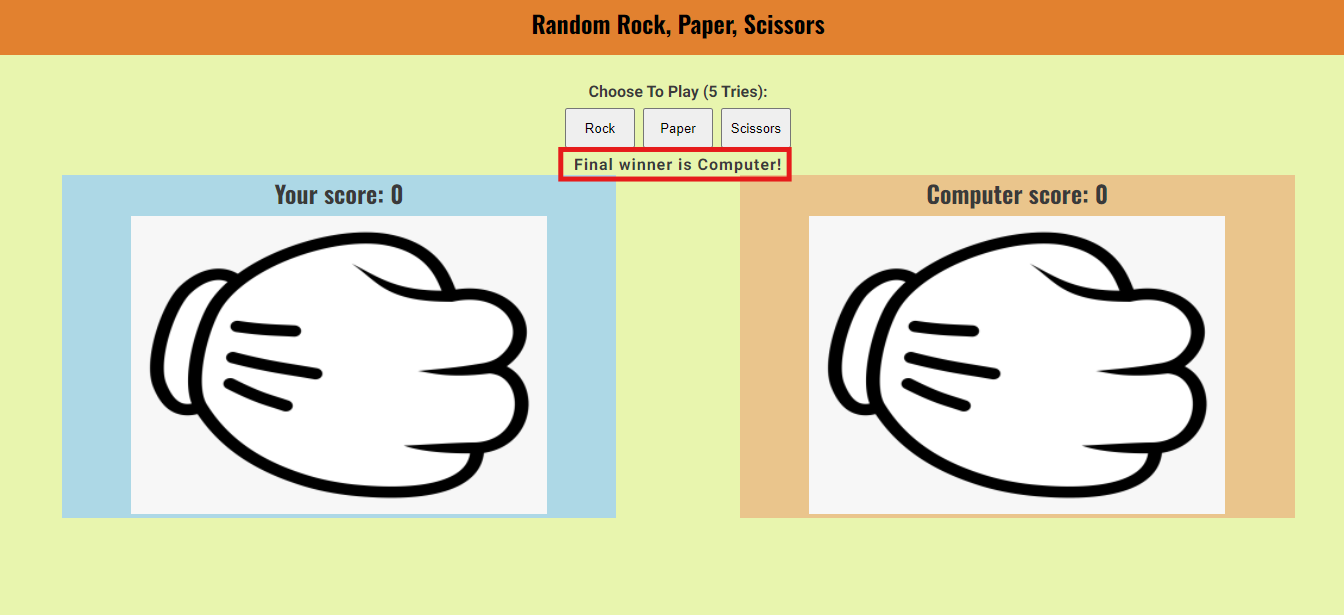 Random Rock, Paper, Scissors
Choose To Play (5 Tries):
Rock Paper Scissors
Final winner is Computer!
Your score: 0
Computer score: 0